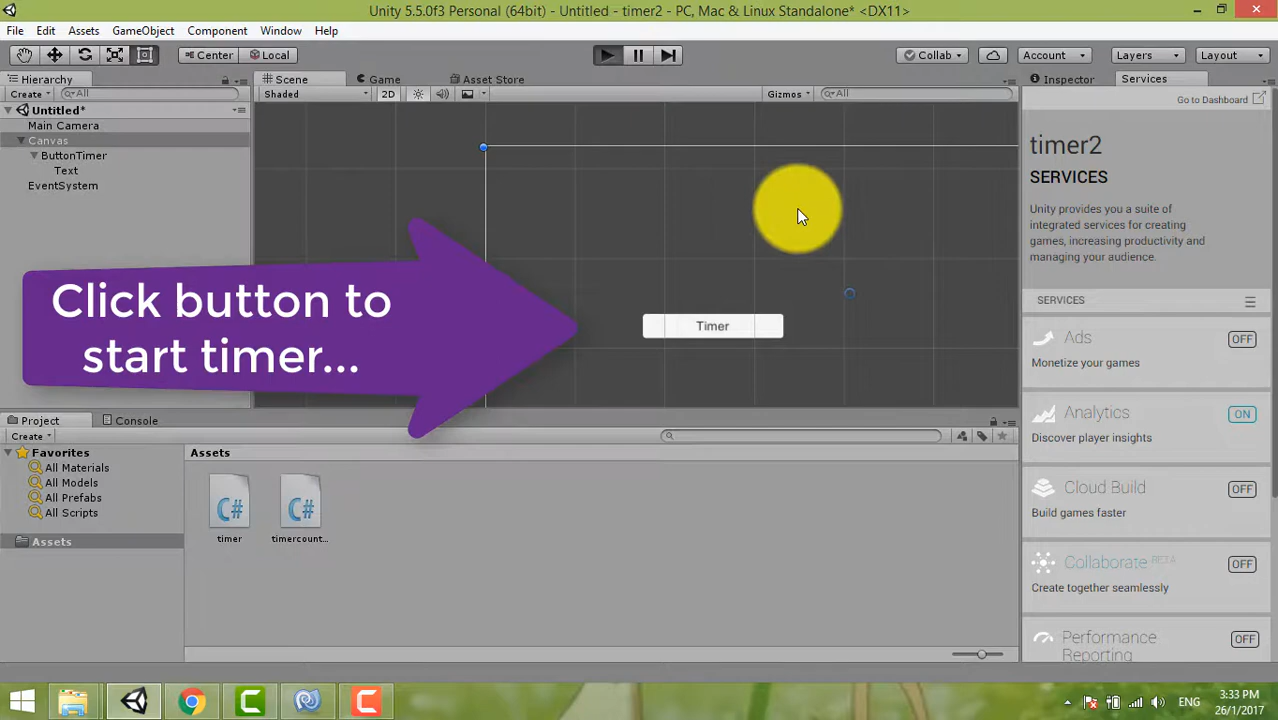 Unity 5.5.0f3 Personal (64bit) - Untitled - timer2 - PC, Mac & Linux Standalone* <DX11>
File Edit Assets GameObject Component Window Help
Center Local Collab Account Layers Layout
Hierarchy Scene Game Asset Store Inspector Services
Create All Shaded 2D Gizmos All Go to Dashboard
Untitled*
Main Camera
Canvas
ButtonTimer
Text
EventSystem
Click button to
start timer...
Timer
timer2
SERVICES
Unity provides you a suite of
integrated services for creating
games, increasing productivity and
managing your audience.
SERVICES
Ads OFF
Monetize your games
Analytics ON
Discover player insights
Cloud Build OFF
Build games faster
Collaborate BETA OFF
Create together seamlessly
Performance OFF
Reporting
Project Console
Create
Favorites
All Materials
All Models
All Prefabs
All Scripts
Assets
Assets
C# C#
timer timercount...
ENG
3:33 PM
26/1/2017